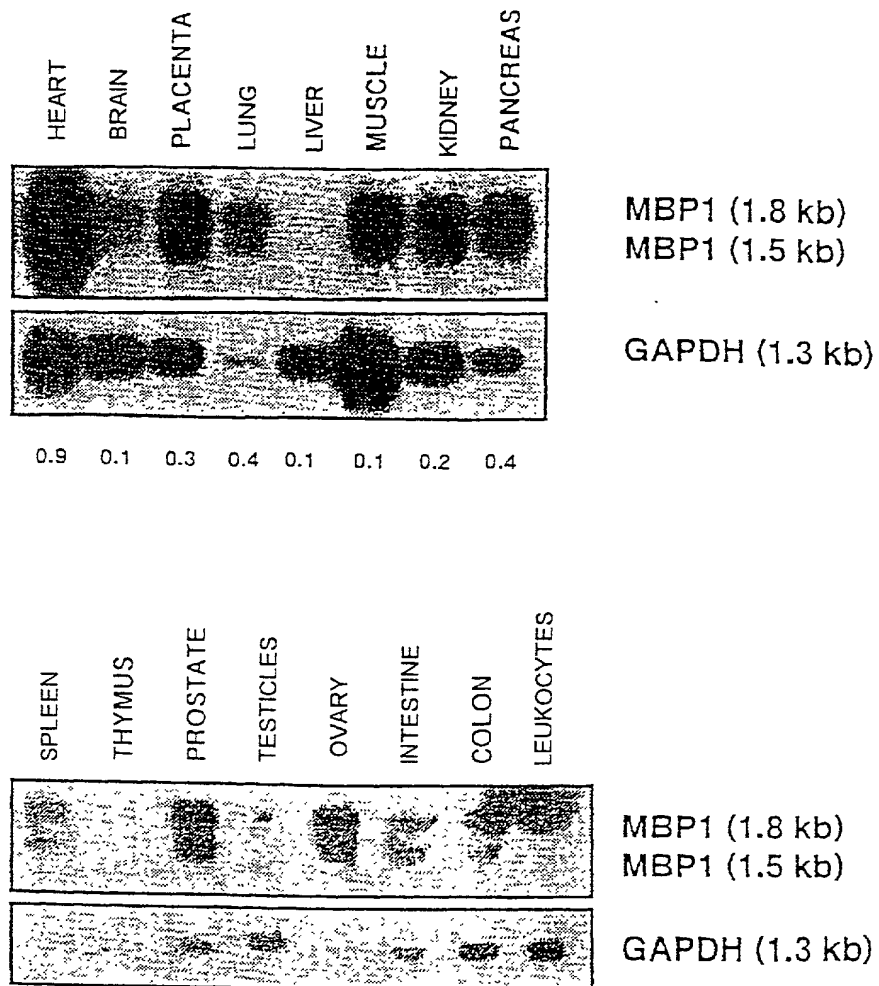 HEART BRAIN PLACENTA LUNG LIVER MUSCLE KIDNEY PANCREAS
MBP1 (1.8 kb)
MBP1 (1.5 kb)
GAPDH (1.3 kb)
0.9 0.1 0.3 0.4 0.1 0.1 0.2 0.4
SPLEEN THYMUS PROSTATE TESTICLES OVARY INTESTINE COLON LEUKOCYTES
MBP1 (1.8 kb)
MBP1 (1.5 kb)
GAPDH (1.3 kb)